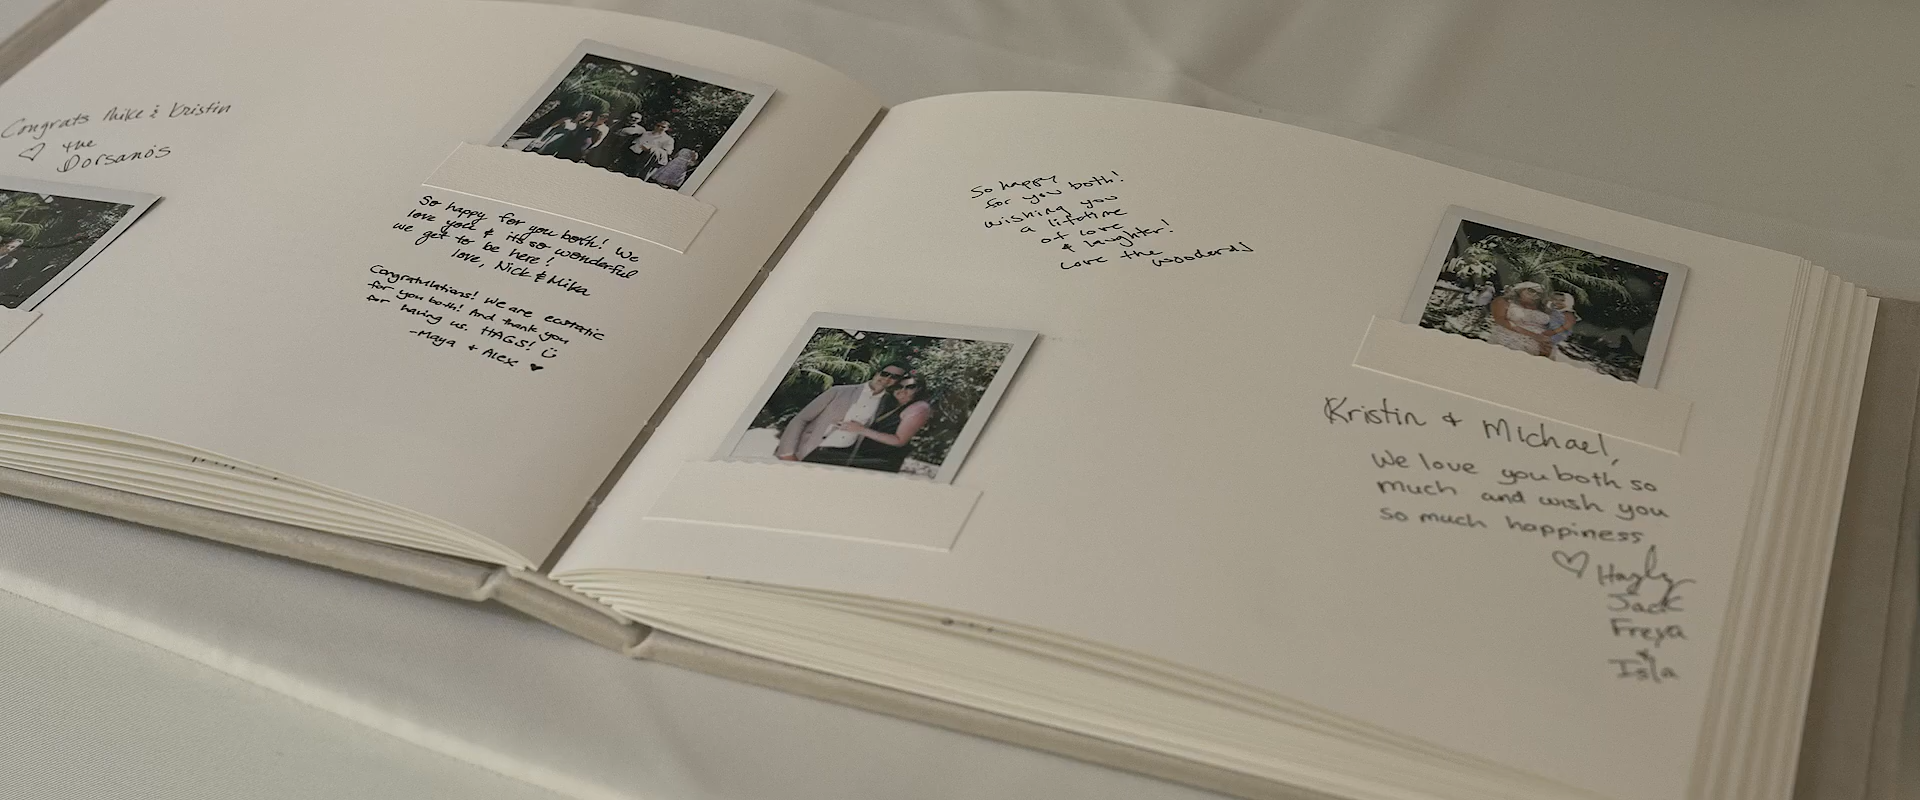 Congrats Mike & Kristin
♡ the
Dorsano's
So happy for you both! We
love you & it's so wonderful
we get to be here!
love, Nick & Mika
Congratulations! We are ecstatic
for you both! And thank you
for having us. HAGS! ☺
-Maya + Alex ♥
So happy
for you both!
wishing you
a lifetime
of love
& laughter!
Love the
Kristin & Michael,
We love you both so
much and wish you
so much happiness
♡ Hayly
Jack
Freya
&
Isla